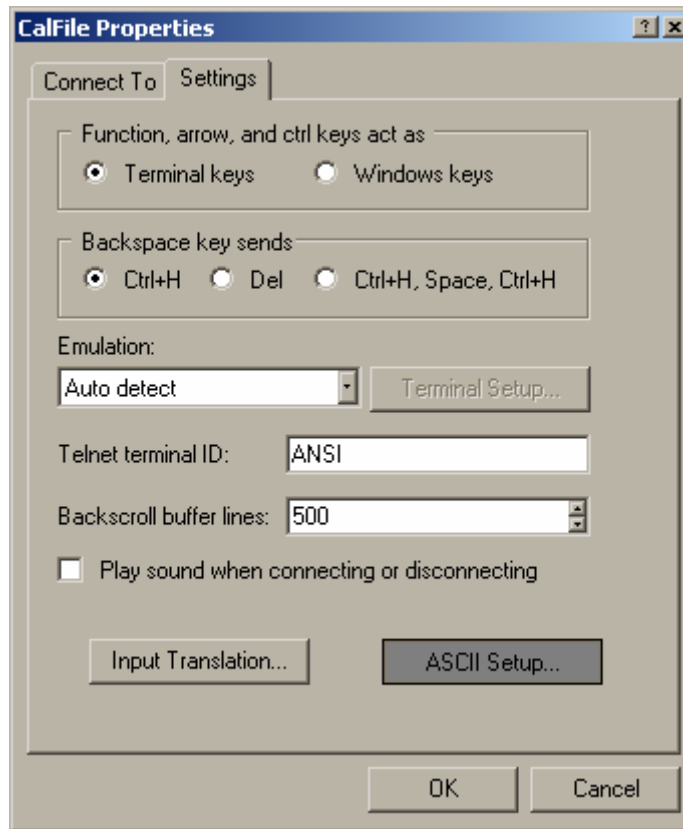 CalFile Properties
Connect To Settings
Function, arrow, and ctrl keys act as
Terminal keys Windows keys
Backspace key sends
Ctrl+H Del Ctrl+H, Space, Ctrl+H
Emulation:
Auto detect Terminal Setup...
Telnet terminal ID: ANSI
Backscroll buffer lines: 500
Play sound when connecting or disconnecting
Input Translation... ASCII Setup...
OK Cancel